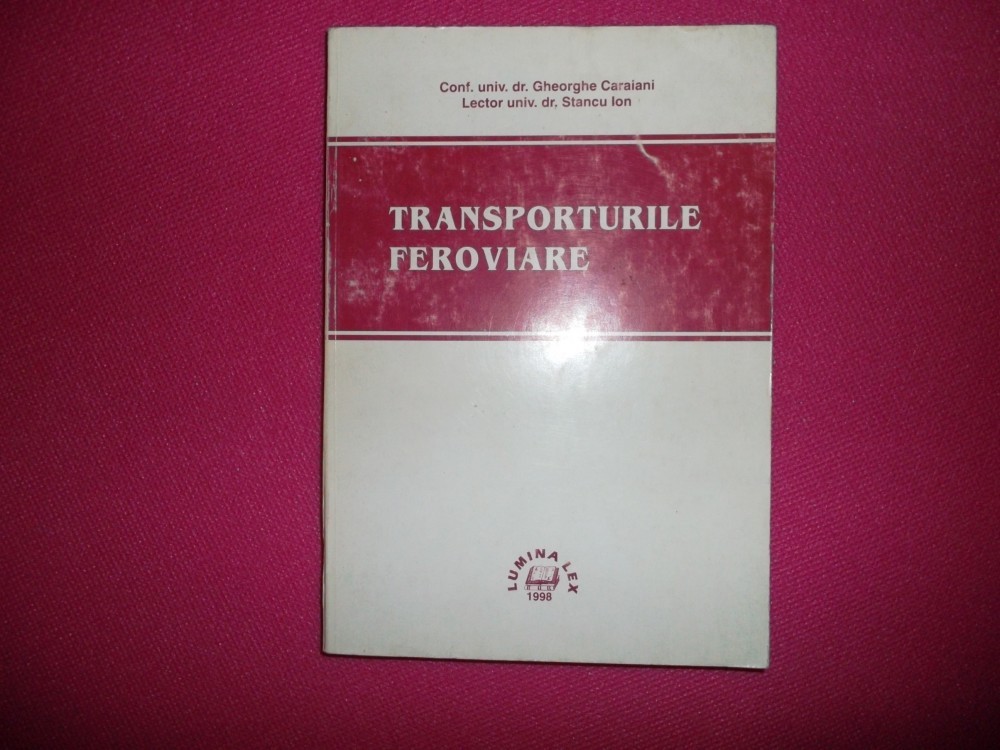 Conf. univ. dr. Gheorghe Caraiani
Lector univ. dr. Stancu Ion
TRANSPORTURILE
FEROVIARE
LUMINA LEX
1998